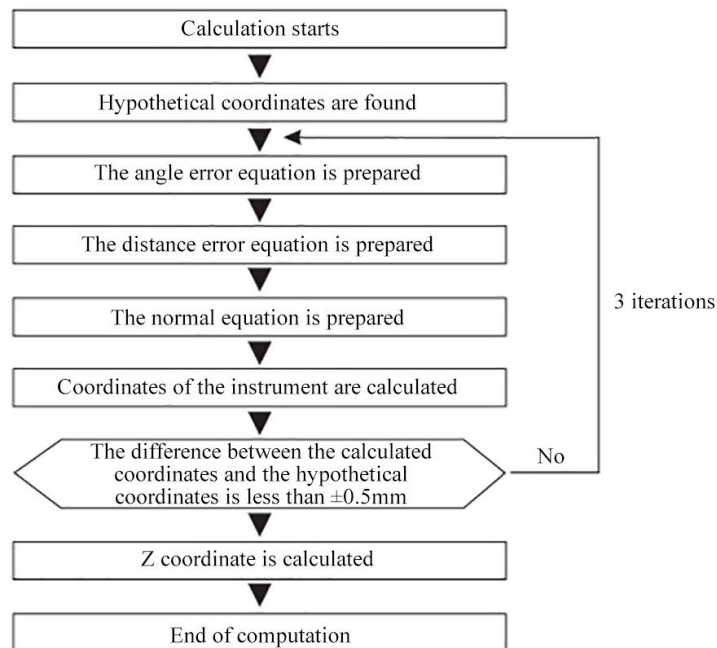 Calculation starts
Hypothetical coordinates are found
The angle error equation is prepared
The distance error equation is prepared
The normal equation is prepared
3 iterations
Coordinates of the instrument are calculated
The difference between the calculated
coordinates and the hypothetical
coordinates is less than ±0.5mm
No
Z coordinate is calculated
End of computation